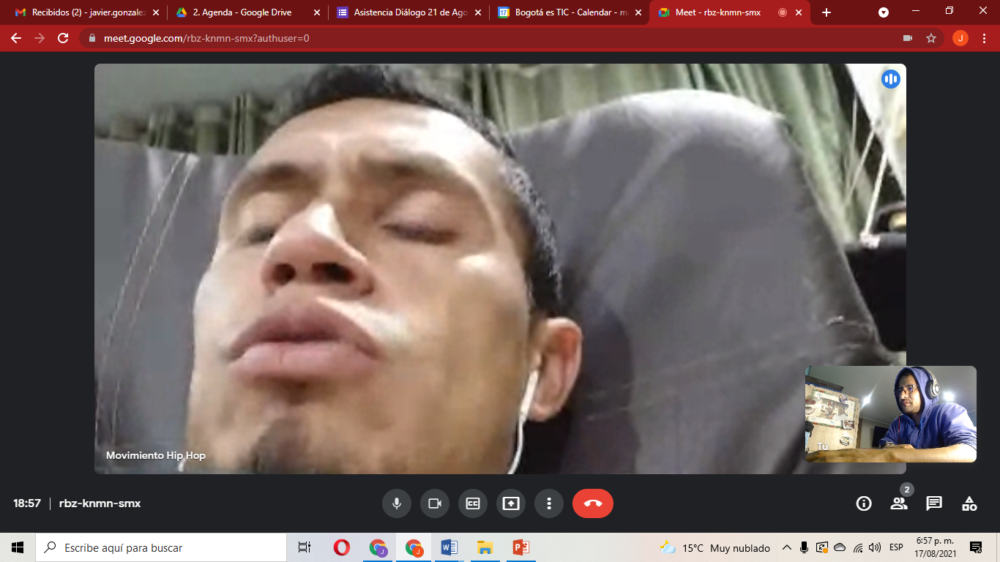 Recibidos (2) - javier.gonzalez
2. Agenda - Google Drive
Asistencia Diálogo 21 de Ago
Bogotá es TIC - Calendar - m
Meet - rbz-knmn-smx
meet.google.com/rbz-knmn-smx?authuser=0
J
Movimiento Hip Hop
Tú
18:57 | rbz-knmn-smx
2
Escribe aquí para buscar
15°C Muy nublado
ESP
6:57 p. m.
17/08/2021